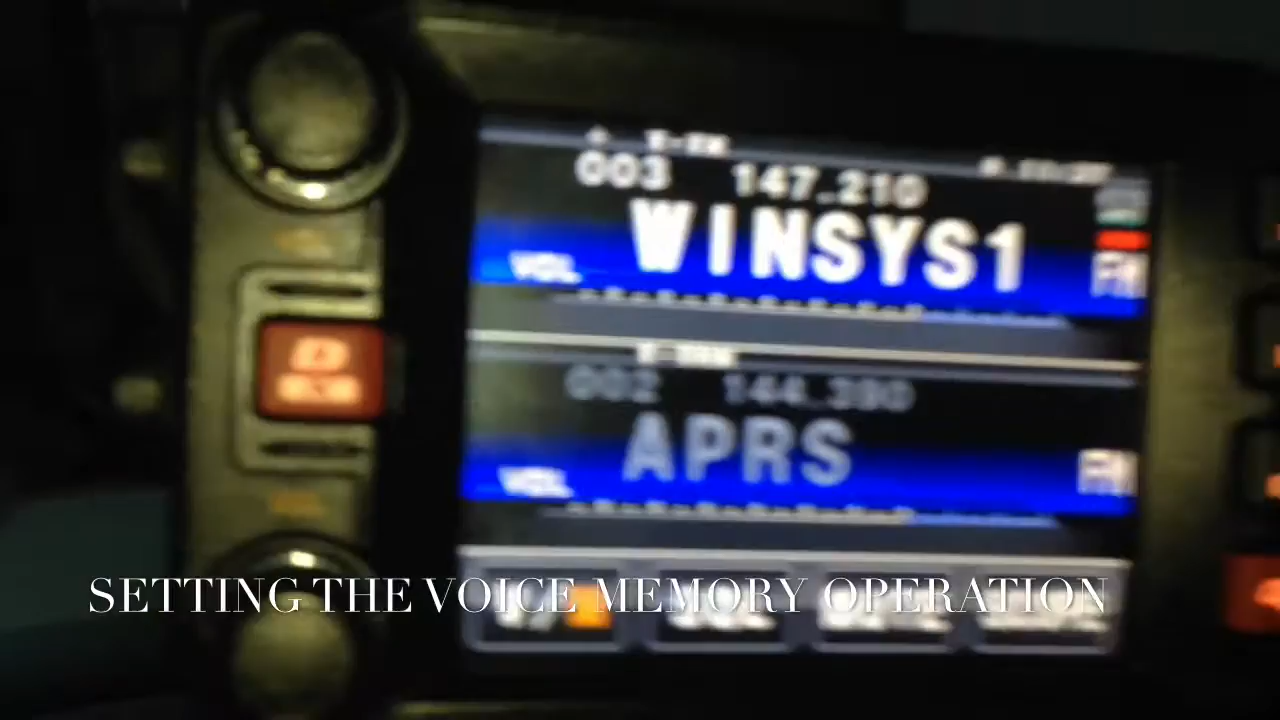 003 147.210
WINSYS1
VOL
FM
002 144.390
APRS
VOL
FM
SETTING THE VOICE MEMORY OPERATION